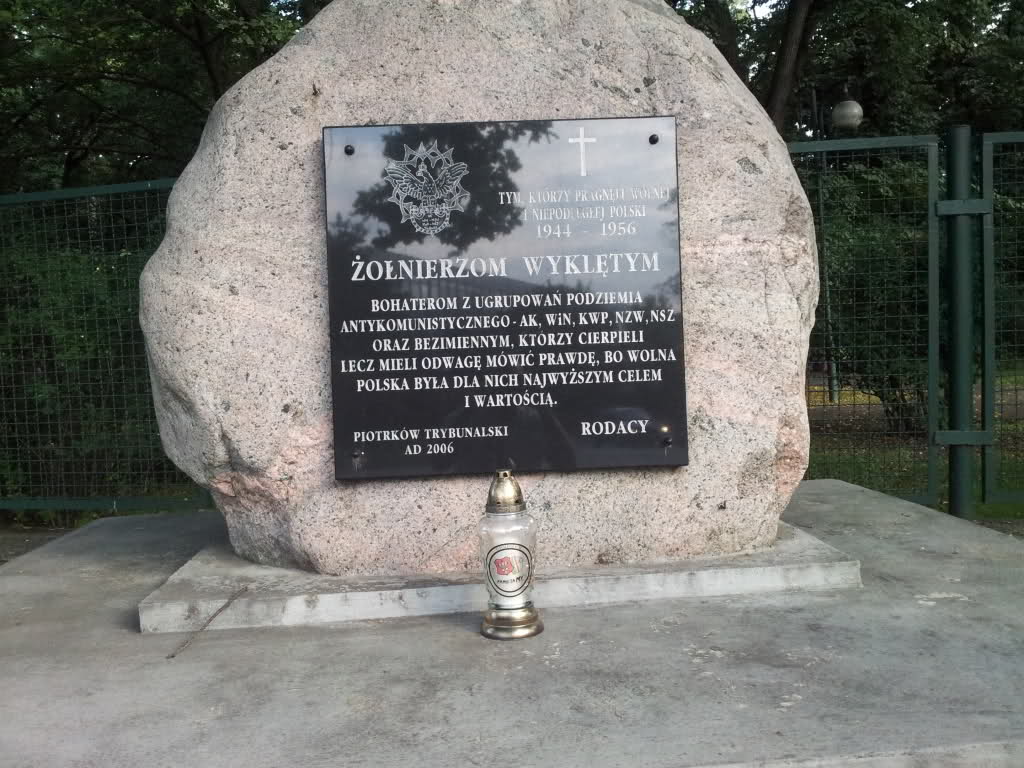 TYM, KTÓRZY PRAGNĘLI WOLNEJ
I NIEPODLEGŁEJ POLSKI
1944 - 1956
ŻOŁNIERZOM WYKLĘTYM
BOHATEROM Z UGRUPOWAŃ PODZIEMIA
ANTYKOMUNISTYCZNEGO - AK, WiN, KWP, NZW, NSZ
ORAZ BEZIMIENNYM, KTÓRZY CIERPIELI
LECZ MIELI ODWAGĘ MÓWIĆ PRAWDĘ, BO WOLNA
POLSKA BYŁA DLA NICH NAJWYŻSZYM CELEM
I WARTOŚCIĄ.
PIOTRKÓW TRYBUNALSKI
AD 2006
RODACY